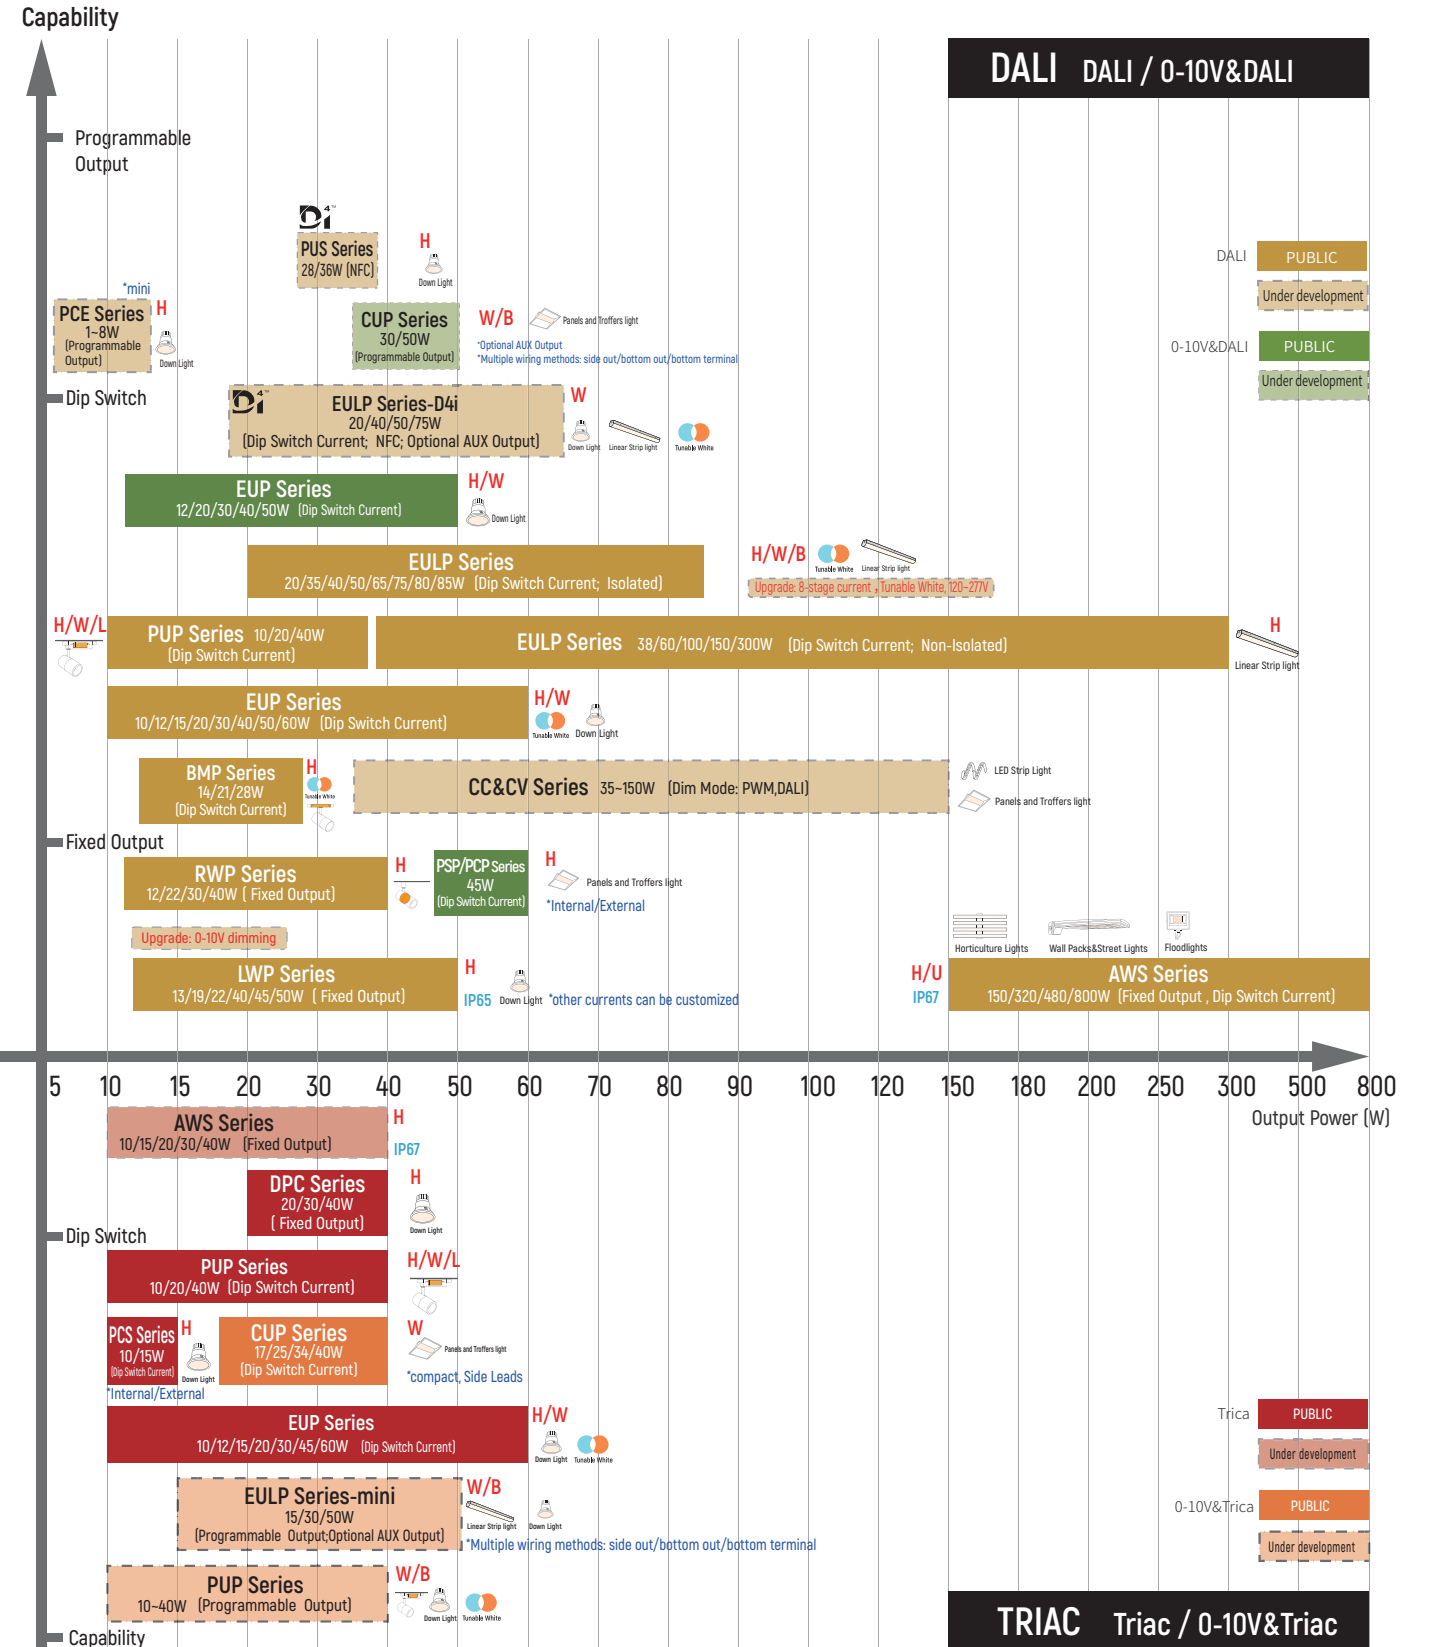 Capability
DALI DALI / 0-10V&DALI
Programmable
Output
D4i™
PUS Series
28/36W (NFC)
H
Down Light
DALI
PUBLIC
Under development
*mini
PCE Series
1~8W
(Programmable
Output)
H
Down Light
CUP Series
30/50W
(Programmable Output)
W/B
Panels and Troffers light
*Optional AUX Output
*Multiple wiring methods: side out/bottom out/bottom terminal
0-10V&DALI
PUBLIC
Under development
Dip Switch
D4i™
EULP Series-D4i
20/40/50/75W
(Dip Switch Current; NFC; Optional AUX Output)
W
Down Light
Linear Strip light
Tunable White
EUP Series
12/20/30/40/50W (Dip Switch Current)
H/W
Down Light
EULP Series
20/35/40/50/65/75/80/85W (Dip Switch Current; Isolated)
H/W/B
Tunable White
Linear Strip light
Upgrade: 8-stage current , Tunable White, 120~277V
H/W/L
PUP Series 10/20/40W
(Dip Switch Current)
EULP Series 38/60/100/150/300W (Dip Switch Current; Non-Isolated)
H
Linear Strip light
EUP Series
10/12/15/20/30/40/50/60W (Dip Switch Current)
H/W
Tunable White
Down Light
BMP Series
14/21/28W
(Dip Switch Current)
H
Tunable White
CC&CV Series 35~150W (Dim Mode: PWM,DALI)
LED Strip Light
Panels and Troffers light
Fixed Output
RWP Series
12/22/30/40W ( Fixed Output)
H
PSP/PCP Series
45W
(Dip Switch Current)
H
Panels and Troffers light
*Internal/External
Upgrade: 0-10V dimming
Horticulture Lights
Wall Packs&Street Lights
Floodlights
LWP Series
13/19/22/40/45/50W ( Fixed Output)
H
IP65
Down Light
*other currents can be customized
H/U
IP67
AWS Series
150/320/480/800W (Fixed Output , Dip Switch Current)
5 10 15 20 30 40 50 60 70 80 90 100 120 150 180 200 250 300 500 800
Output Power (W)
AWS Series
10/15/20/30/40W (Fixed Output)
H
IP67
DPC Series
20/30/40W
( Fixed Output)
H
Down Light
Dip Switch
PUP Series
10/20/40W (Dip Switch Current)
H/W/L
PCS Series
10/15W
(Dip Switch Current)
H
Down Light
*Internal/External
CUP Series
17/25/34/40W
(Dip Switch Current)
W
Panels and Troffers light
*compact, Side Leads
EUP Series
10/12/15/20/30/45/60W (Dip Switch Current)
H/W
Down Light
Tunable White
Trica
PUBLIC
Under development
EULP Series-mini
15/30/50W
(Programmable Output;Optional AUX Output)
W/B
Linear Strip light
Down Light
*Multiple wiring methods: side out/bottom out/bottom terminal
0-10V&Trica
PUBLIC
Under development
PUP Series
10~40W (Programmable Output)
W/B
Down Light
Tunable White
TRIAC Triac / 0-10V&Triac
Capability